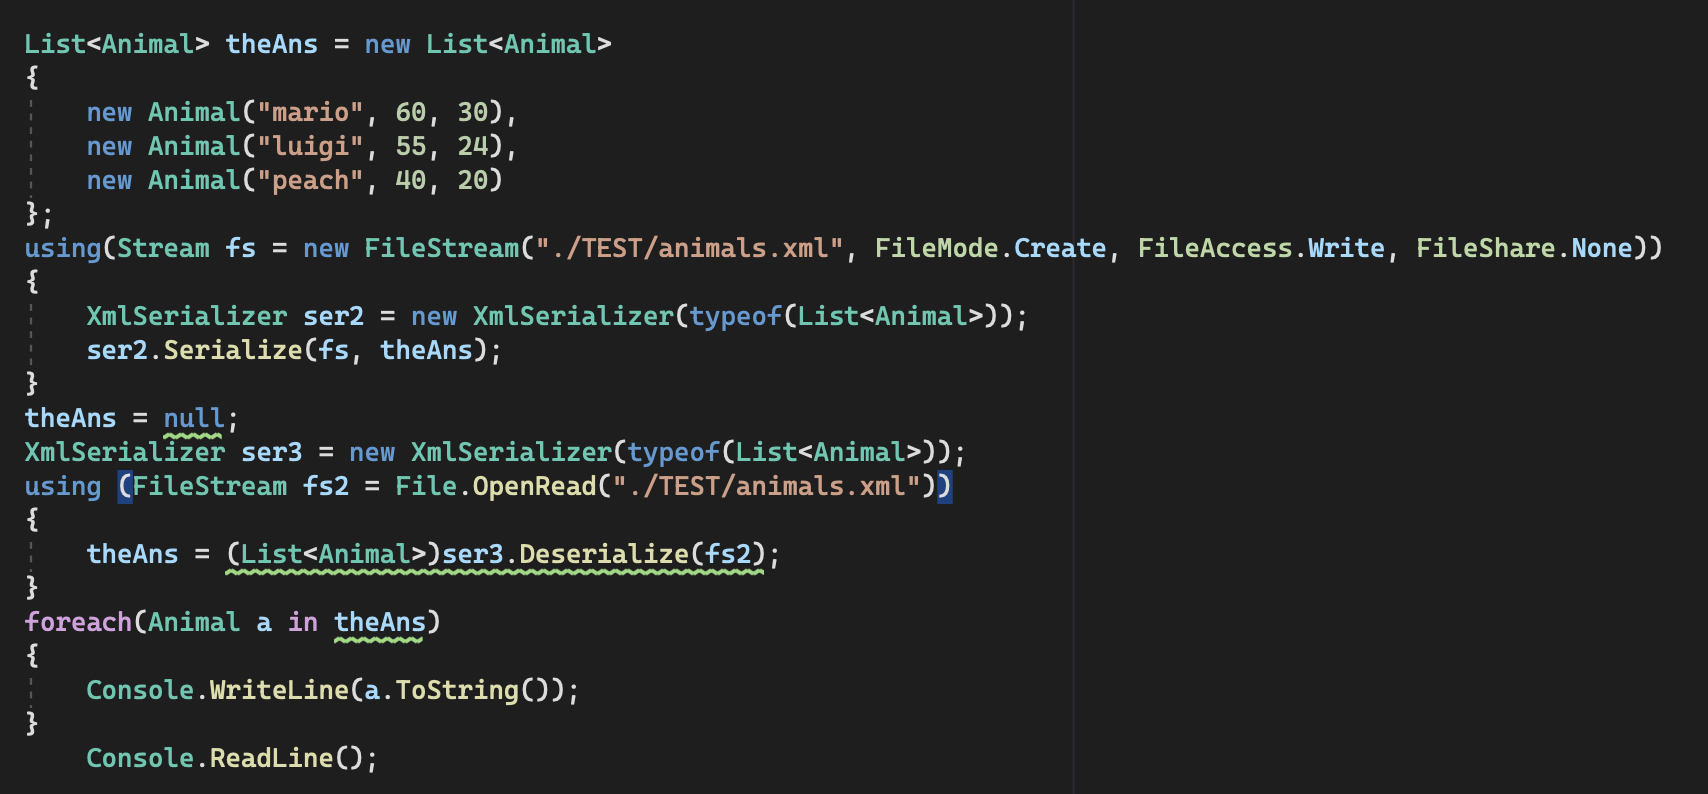 List<Animal> theAns = new List<Animal>
{
    new Animal("mario", 60, 30),
    new Animal("luigi", 55, 24),
    new Animal("peach", 40, 20)
};
using(Stream fs = new FileStream("./TEST/animals.xml", FileMode.Create, FileAccess.Write, FileShare.None))
{
    XmlSerializer ser2 = new XmlSerializer(typeof(List<Animal>));
    ser2.Serialize(fs, theAns);
}
theAns = null;
XmlSerializer ser3 = new XmlSerializer(typeof(List<Animal>));
using (FileStream fs2 = File.OpenRead("./TEST/animals.xml"))
{
    theAns = (List<Animal>)ser3.Deserialize(fs2);
}
foreach(Animal a in theAns)
{
    Console.WriteLine(a.ToString());
}
    Console.ReadLine();